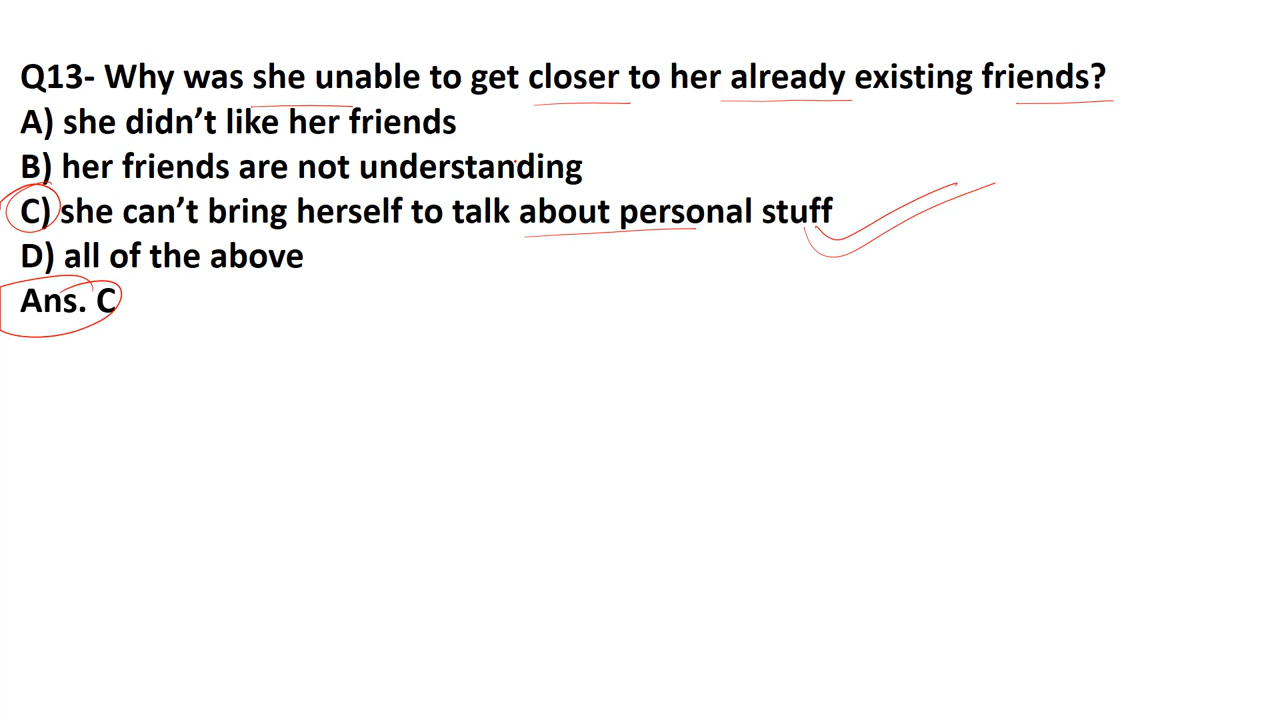 Q13- Why was she unable to get closer to her already existing friends?
A) she didn’t like her friends
B) her friends are not understanding
C) she can’t bring herself to talk about personal stuff
D) all of the above
Ans. C